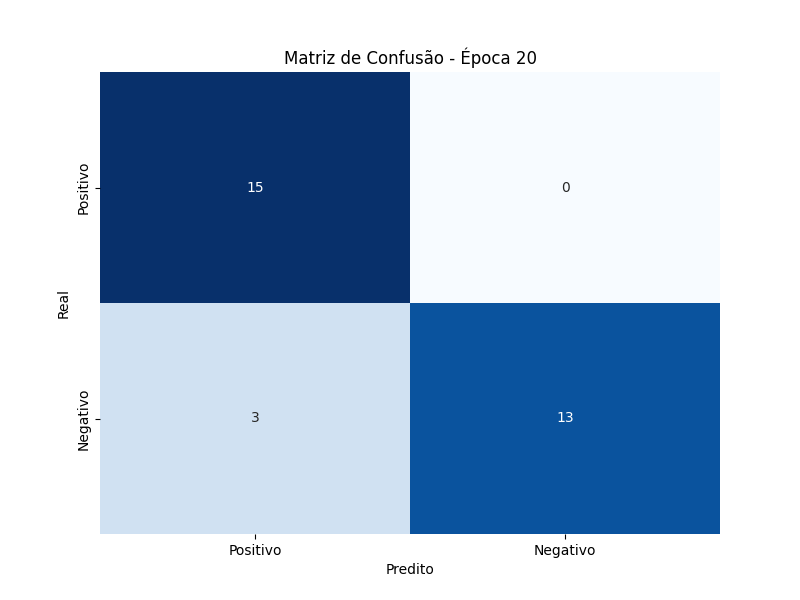 Matriz de Confusão - Época 20
Positivo
15
0
Real
Negativo
3
13
Positivo
Negativo
Predito